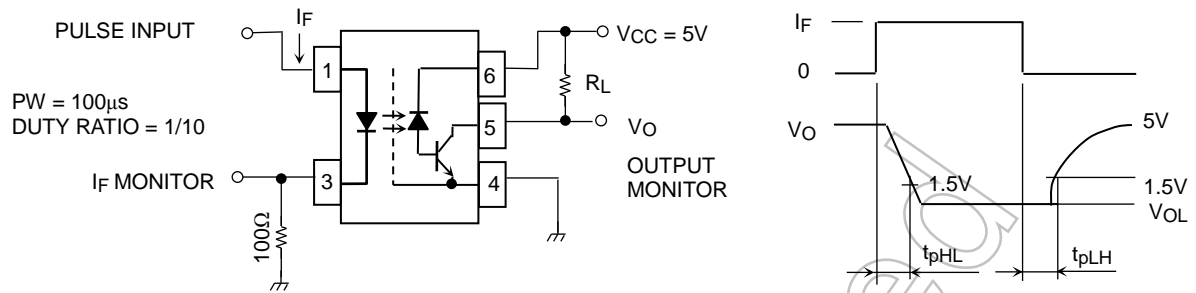 PULSE INPUT
IF
VCC = 5V
1
6
RL
PW = 100μs
DUTY RATIO = 1/10
5
VO
OUTPUT
MONITOR
IF MONITOR
3
4
100Ω
IF
0
VO
5V
1.5V
1.5V
VOL
tpHL
tpLH